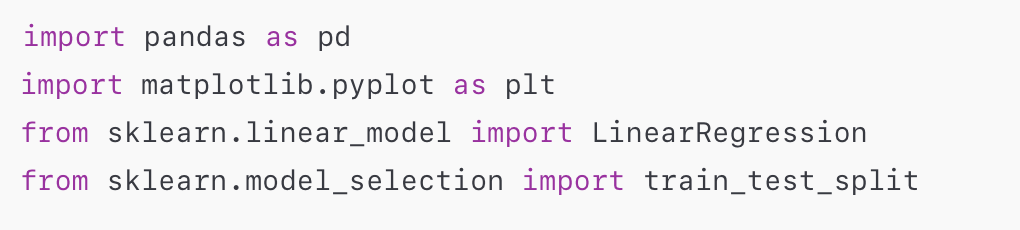 import pandas as pd
import matplotlib.pyplot as plt
from sklearn.linear_model import LinearRegression
from sklearn.model_selection import train_test_split